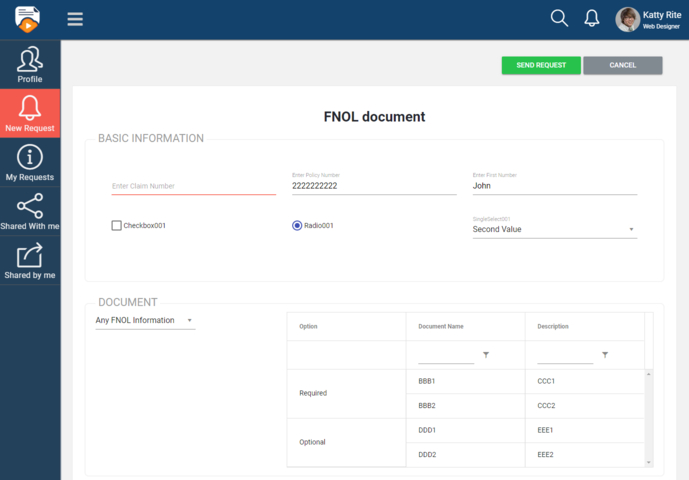 Katty Rite
Web Designer
Profile
New Request
My Requests
Shared With me
Shared by me
SEND REQUEST
CANCEL
FNOL document
BASIC INFORMATION
Enter Claim Number
Enter Policy Number
2222222222
Enter First Number
John
Checkbox001
Radio001
SingleSelect001
Second Value
DOCUMENT
Any FNOL Information
Option Document Name Description
Required
BBB1 CCC1
BBB2 CCC2
Optional
DDD1 EEE1
DDD2 EEE2